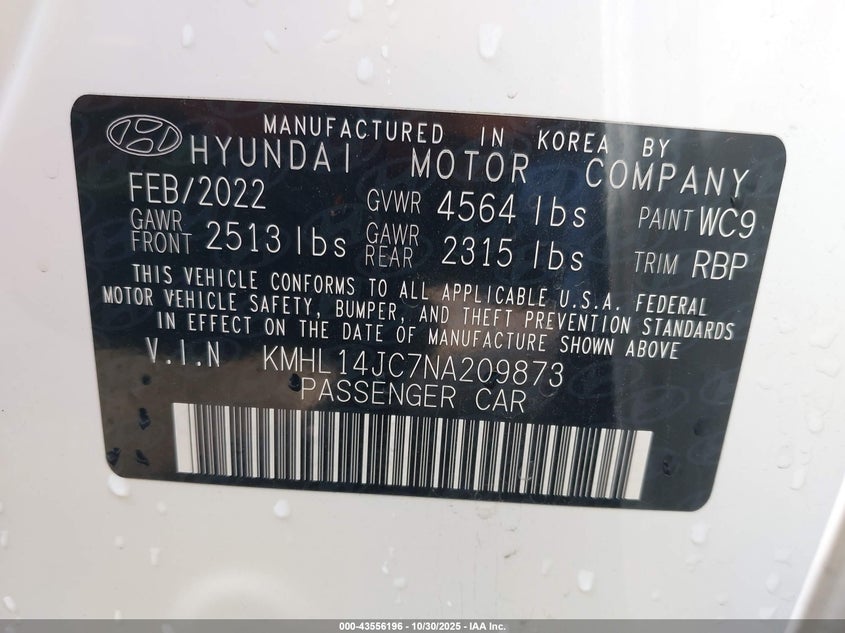 MANUFACTURED IN KOREA BY
HYUNDAI MOTOR COMPANY
FEB/2022 GVWR 4564 lbs PAINT WC9
GAWR FRONT 2513 lbs GAWR REAR 2315 lbs TRIM RBP
THIS VEHICLE CONFORMS TO ALL APPLICABLE U.S.A. FEDERAL
MOTOR VEHICLE SAFETY, BUMPER, AND THEFT PREVENTION STANDARDS
IN EFFECT ON THE DATE OF MANUFACTURE SHOWN ABOVE
V.I.N KMHL14JC7NA209873
PASSENGER CAR
000-43556196 - 10/30/2025 - IAA Inc.